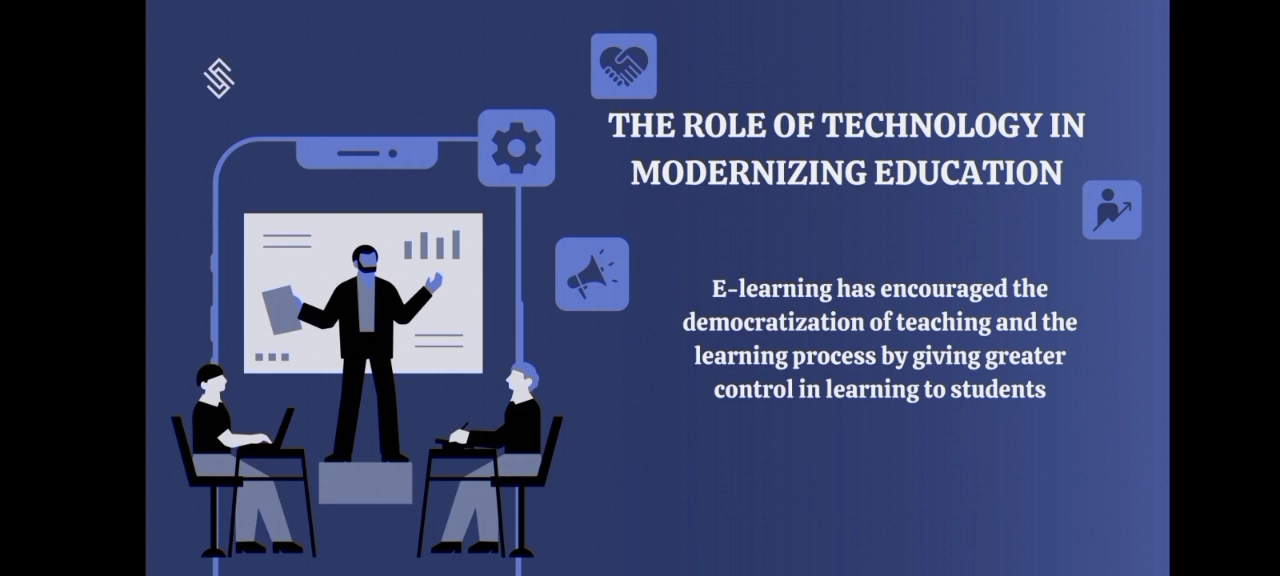 THE ROLE OF TECHNOLOGY IN
MODERNIZING EDUCATION
E-learning has encouraged the
democratization of teaching and the
learning process by giving greater
control in learning to students